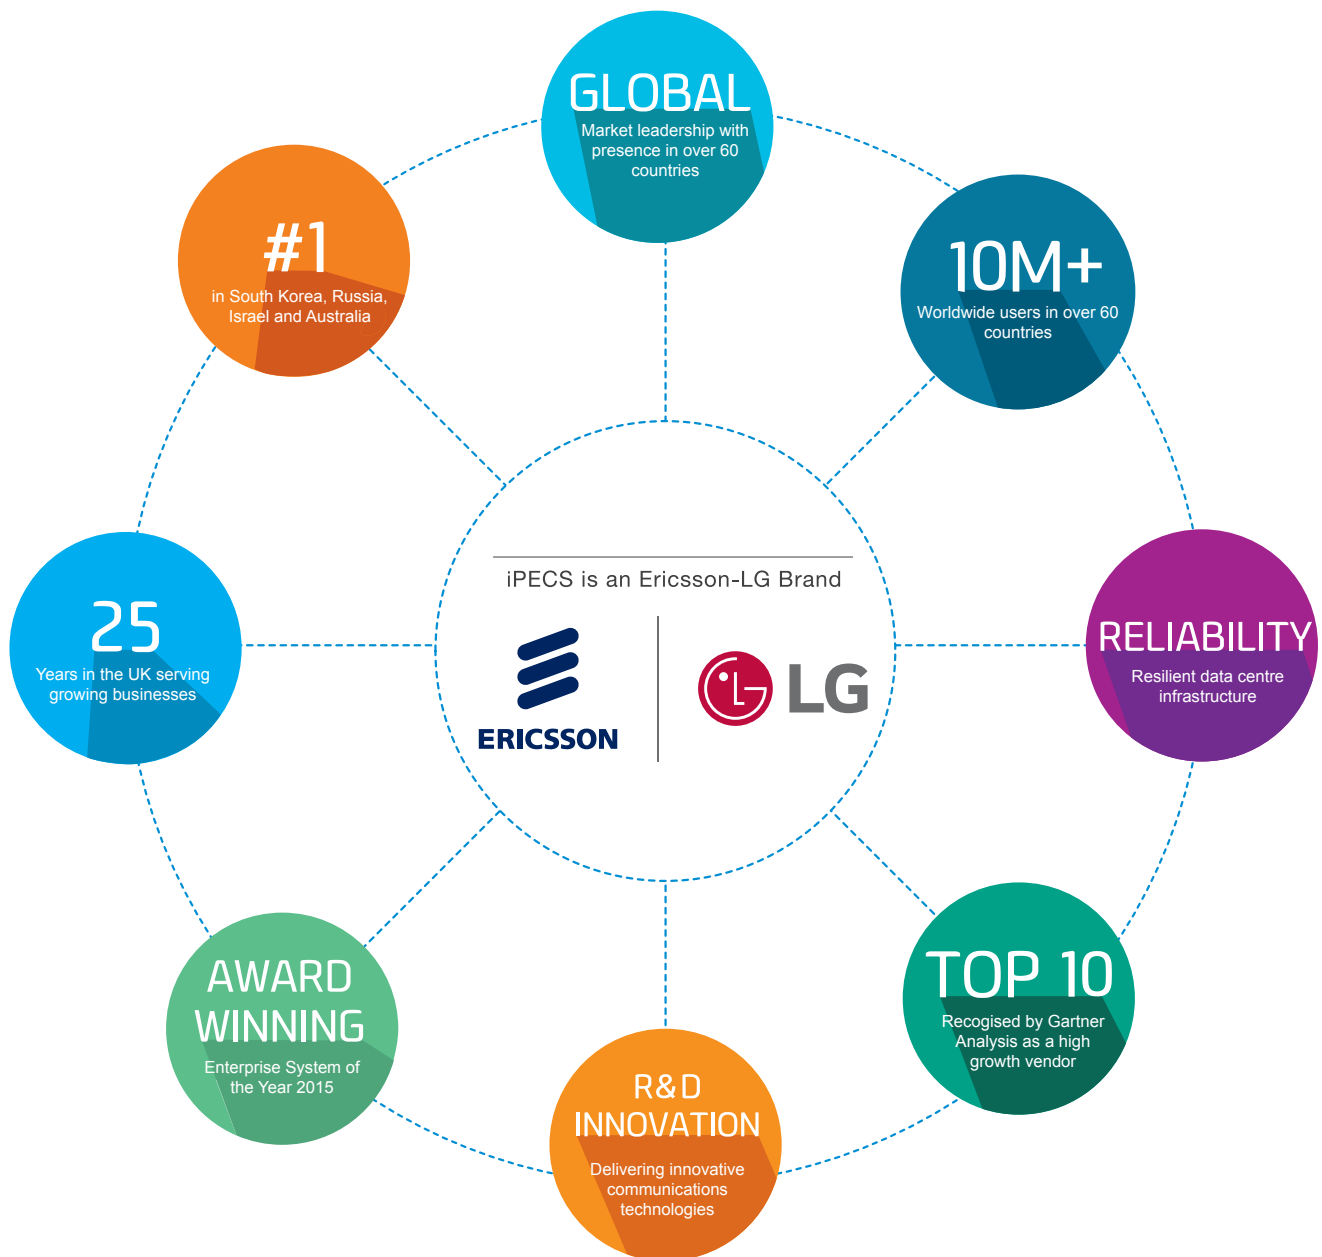 GLOBAL
Market leadership with
presence in over 60
countries
10M+
Worldwide users in over 60
countries
RELIABILITY
Resilient data centre
infrastructure
TOP 10
Recogised by Gartner
Analysis as a high
growth vendor
R&D
INNOVATION
Delivering innovative
communications
technologies
AWARD
WINNING
Enterprise System of
the Year 2015
25
Years in the UK serving
growing businesses
#1
in South Korea, Russia,
Israel and Australia
iPECS is an Ericsson-LG Brand
ERICSSON
LG